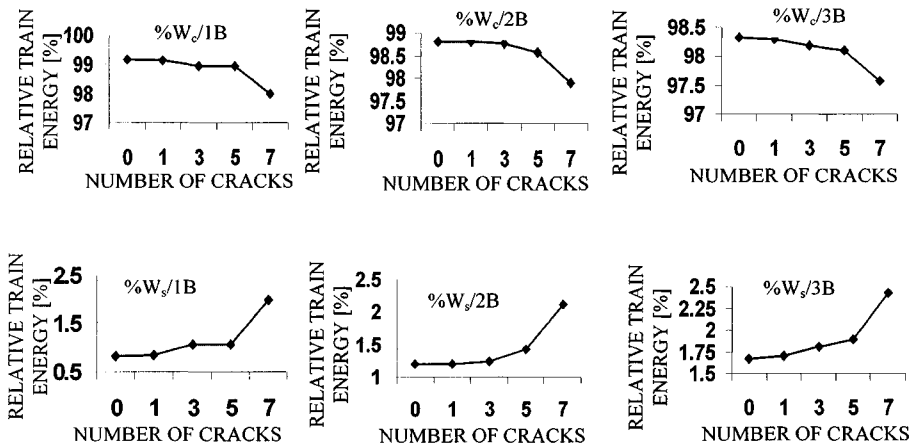 %Wc/1B
RELATIVE TRAIN
ENERGY [%]
100
99
98
97
0 1 3 5 7
NUMBER OF CRACKS
%Wc/2B
RELATIVE TRAIN
ENERGY [%]
99
98.5
98
97.5
97
0 1 3 5 7
NUMBER OF CRACKS
%Wc/3B
RELATIVE TRAIN
ENERGY [%]
98.5
98
97.5
97
0 1 3 5 7
NUMBER OF CRACKS
%Ws/1B
RELATIVE TRAIN
ENERGY [%]
2.5
1.5
0.5
0 1 3 5 7
NUMBER OF CRACKS
%Ws/2B
RELATIVE TRAIN
ENERGY [%]
2.5
2
1.5
1
0 1 3 5 7
NUMBER OF CRACKS
%Ws/3B
RELATIVE TRAIN
ENERGY [%]
2.5
2.25
2
1.75
1.5
0 1 3 5 7
NUMBER OF CRACKS